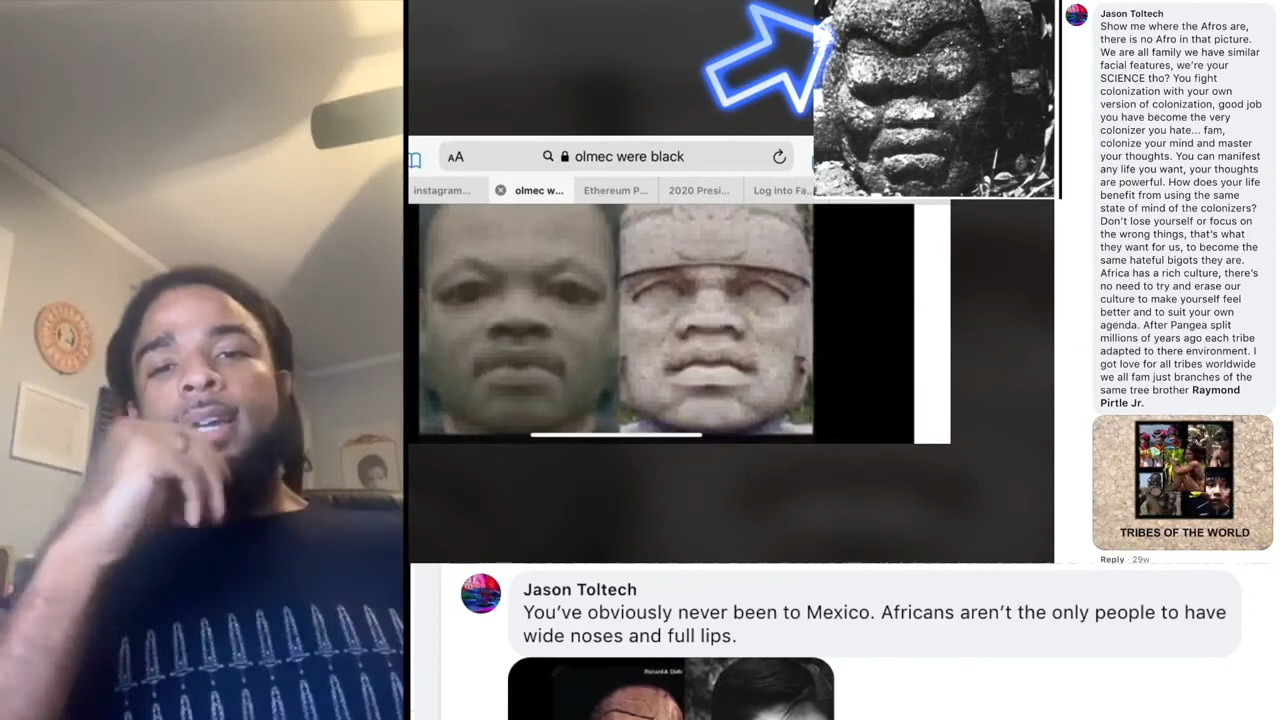 AA
olmec were black
instagram...
olmec w...
Ethereum P...
2020 Presi...
Log into Fa...
Jason Toltech
Show me where the Afros are,
there is no Afro in that picture.
We are all family we have similar
facial features, we're your
SCIENCE tho? You fight
colonization with your own
version of colonization, good job
you have become the very
colonizer you hate... fam,
colonize your mind and master
your thoughts. You can manifest
any life you want, your thoughts
are powerful. How does your life
benefit from using the same
state of mind of the colonizers?
Don't lose yourself or focus on
the wrong things, that's what
they want for us, to become the
same hateful bigots they are.
Africa has a rich culture, there's
no need to try and erase our
culture to make yourself feel
better and to suit your own
agenda. After Pangea split
millions of years ago each tribe
adapted to there environment. I
got love for all tribes worldwide
we all fam just branches of the
same tree brother Raymond
Pirtle Jr.
TRIBES OF THE WORLD
Reply · 29w
Jason Toltech
You've obviously never been to Mexico. Africans aren't the only people to have
wide noses and full lips.